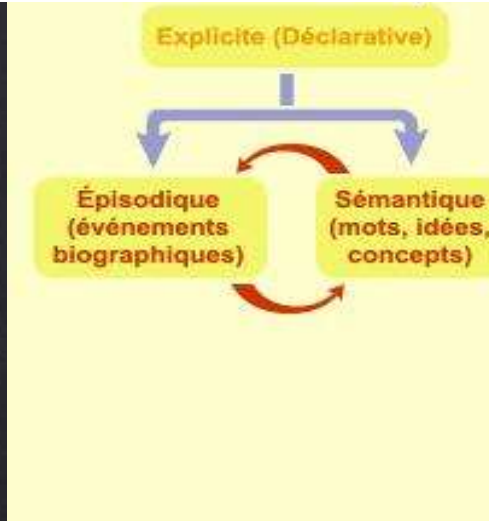 Explicite (Déclarative)
Épisodique
(événements
biographiques)
Sémantique
(mots, idées,
concepts)